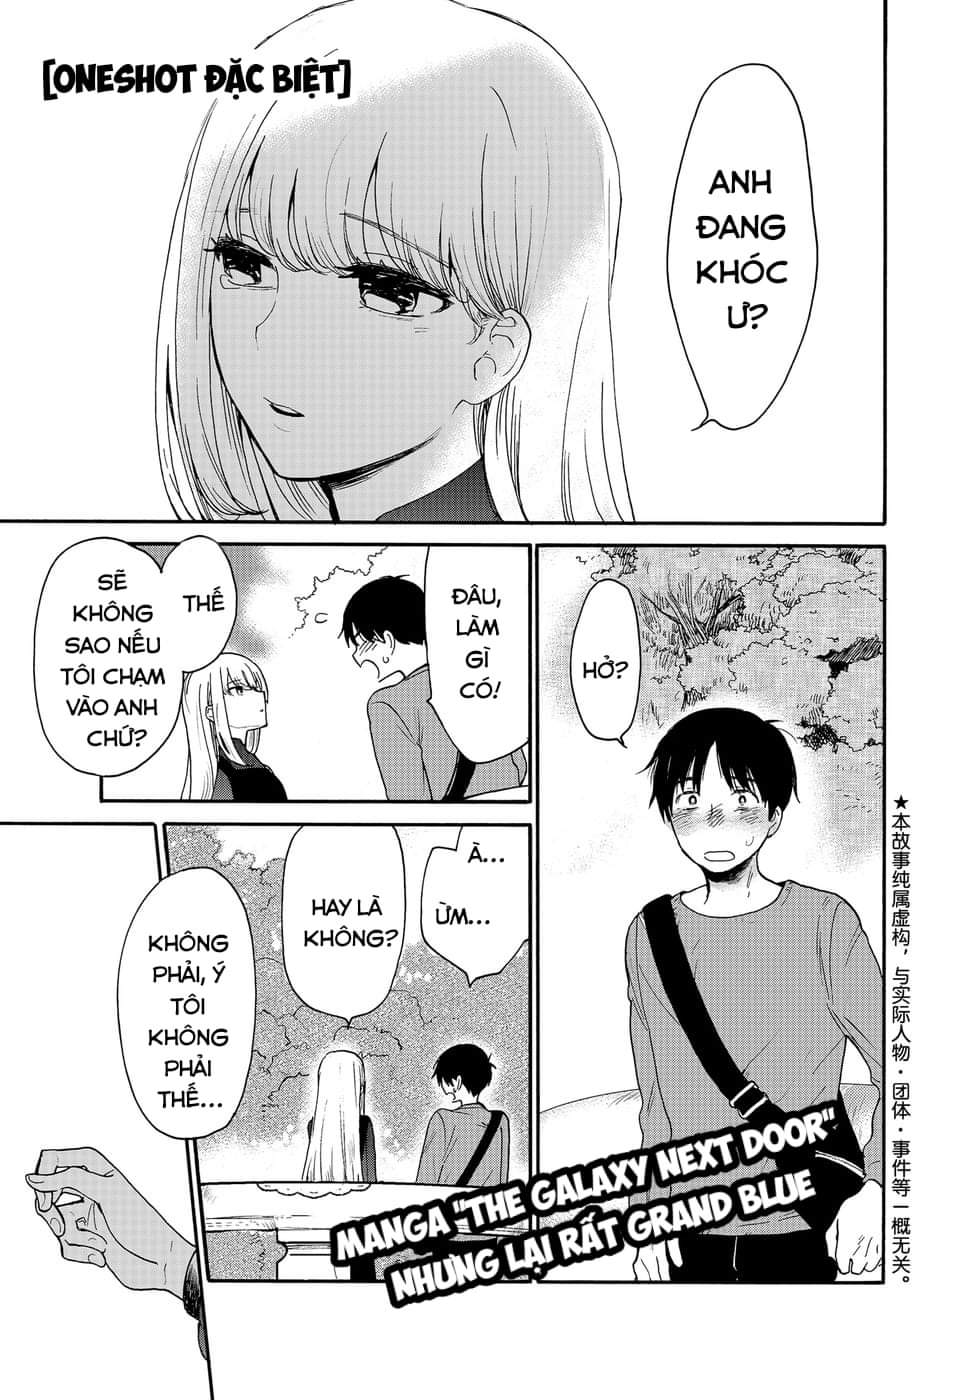 [ONESHOT ĐẶC BIỆT]
ANH
ĐANG
KHÓC
Ư?
HỞ?
ĐÂU,
LÀM
GÌ
CÓ!
THẾ
SẼ
KHÔNG
SAO NẾU
TÔI CHẠM
VÀO ANH
CHỨ?
À...
ỪM...
HAY LÀ
KHÔNG?
KHÔNG
PHẢI, Ý
TÔI
KHÔNG
PHẢI
THẾ...
MANGA "THE GALAXY NEXT DOOR"
NHƯNG LẠI RẤT GRAND BLUE
★本故事纯属虚构，与实际人物·团体·事件等一概无关。